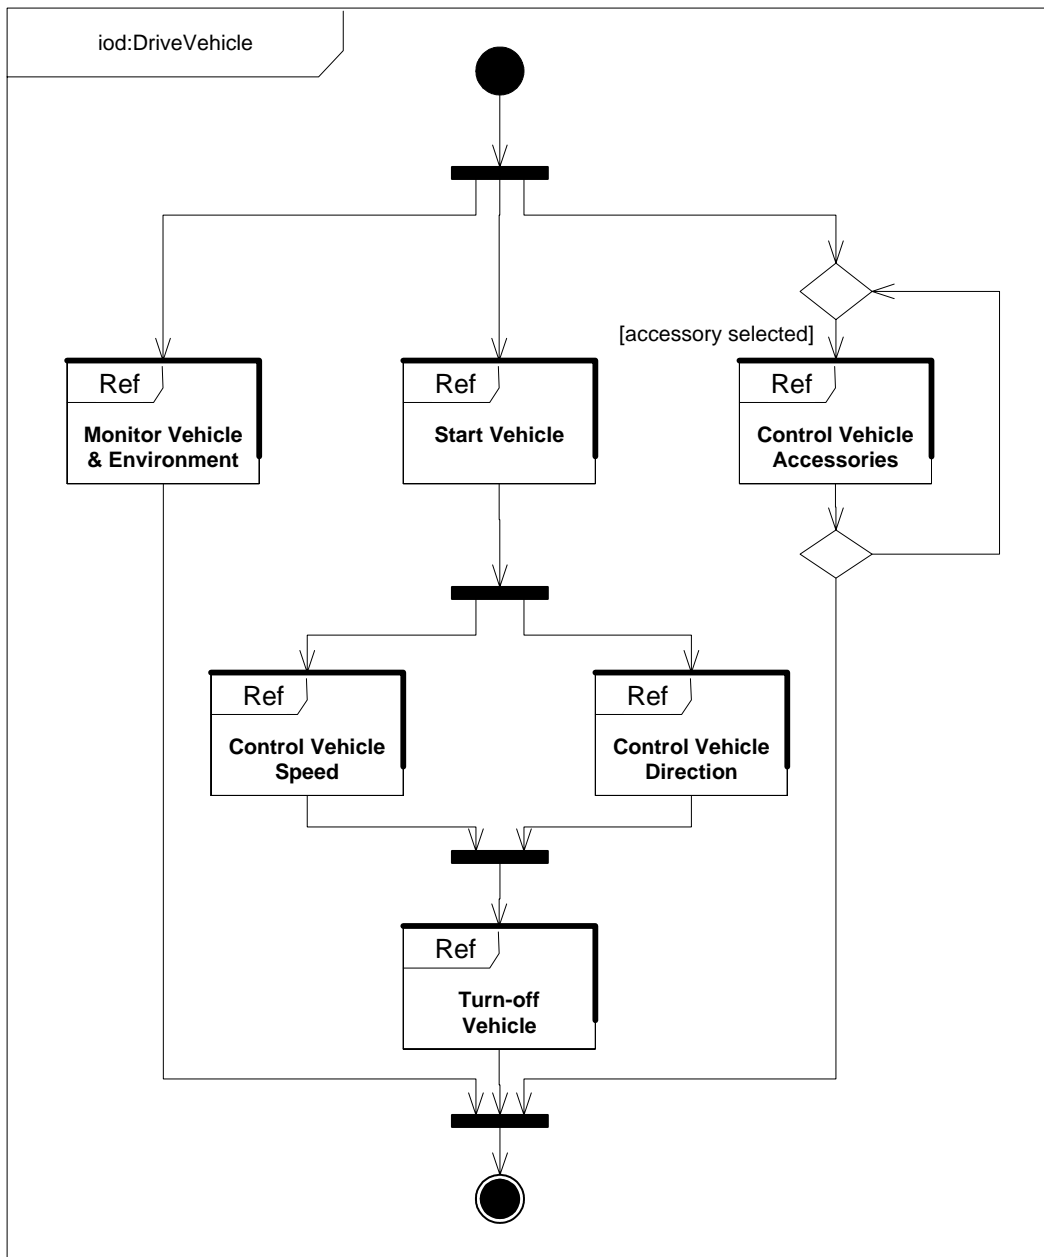 iod:DriveVehicle
[accessory selected]
Ref
Monitor Vehicle
& Environment
Ref
Start Vehicle
Ref
Control Vehicle
Accessories
Ref
Control Vehicle
Speed
Ref
Control Vehicle
Direction
Ref
Turn-off
Vehicle